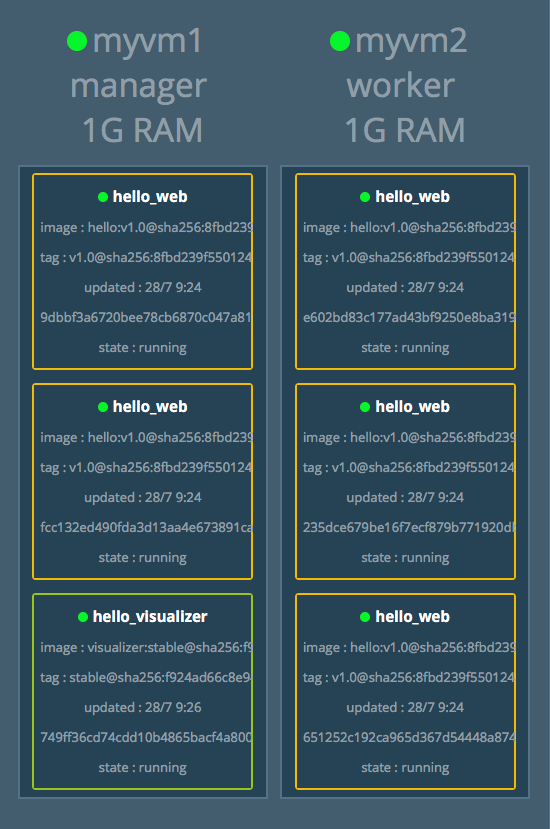 myvm1
manager
1G RAM
hello_web
image : hello:v1.0@sha256:8fbd239
tag : v1.0@sha256:8fbd239f550124
updated : 28/7 9:24
9dbbf3a6720bee78cb6870c047a81
state : running
hello_web
image : hello:v1.0@sha256:8fbd239
tag : v1.0@sha256:8fbd239f550124
updated : 28/7 9:24
fcc132ed490fda3d13aa4e673891ca
state : running
hello_visualizer
image : visualizer:stable@sha256:f9
tag : stable@sha256:f924ad66c8e94
updated : 28/7 9:26
749ff36cd74cdd10b4865bacf4a800
state : running
myvm2
worker
1G RAM
hello_web
image : hello:v1.0@sha256:8fbd239
tag : v1.0@sha256:8fbd239f550124
updated : 28/7 9:24
e602bd83c177ad43bf9250e8ba319
state : running
hello_web
image : hello:v1.0@sha256:8fbd239
tag : v1.0@sha256:8fbd239f550124
updated : 28/7 9:24
235dce679be16f7ecf879b771920d
state : running
hello_web
image : hello:v1.0@sha256:8fbd239
tag : v1.0@sha256:8fbd239f550124
updated : 28/7 9:24
651252c192ca965d367d54448a874
state : running